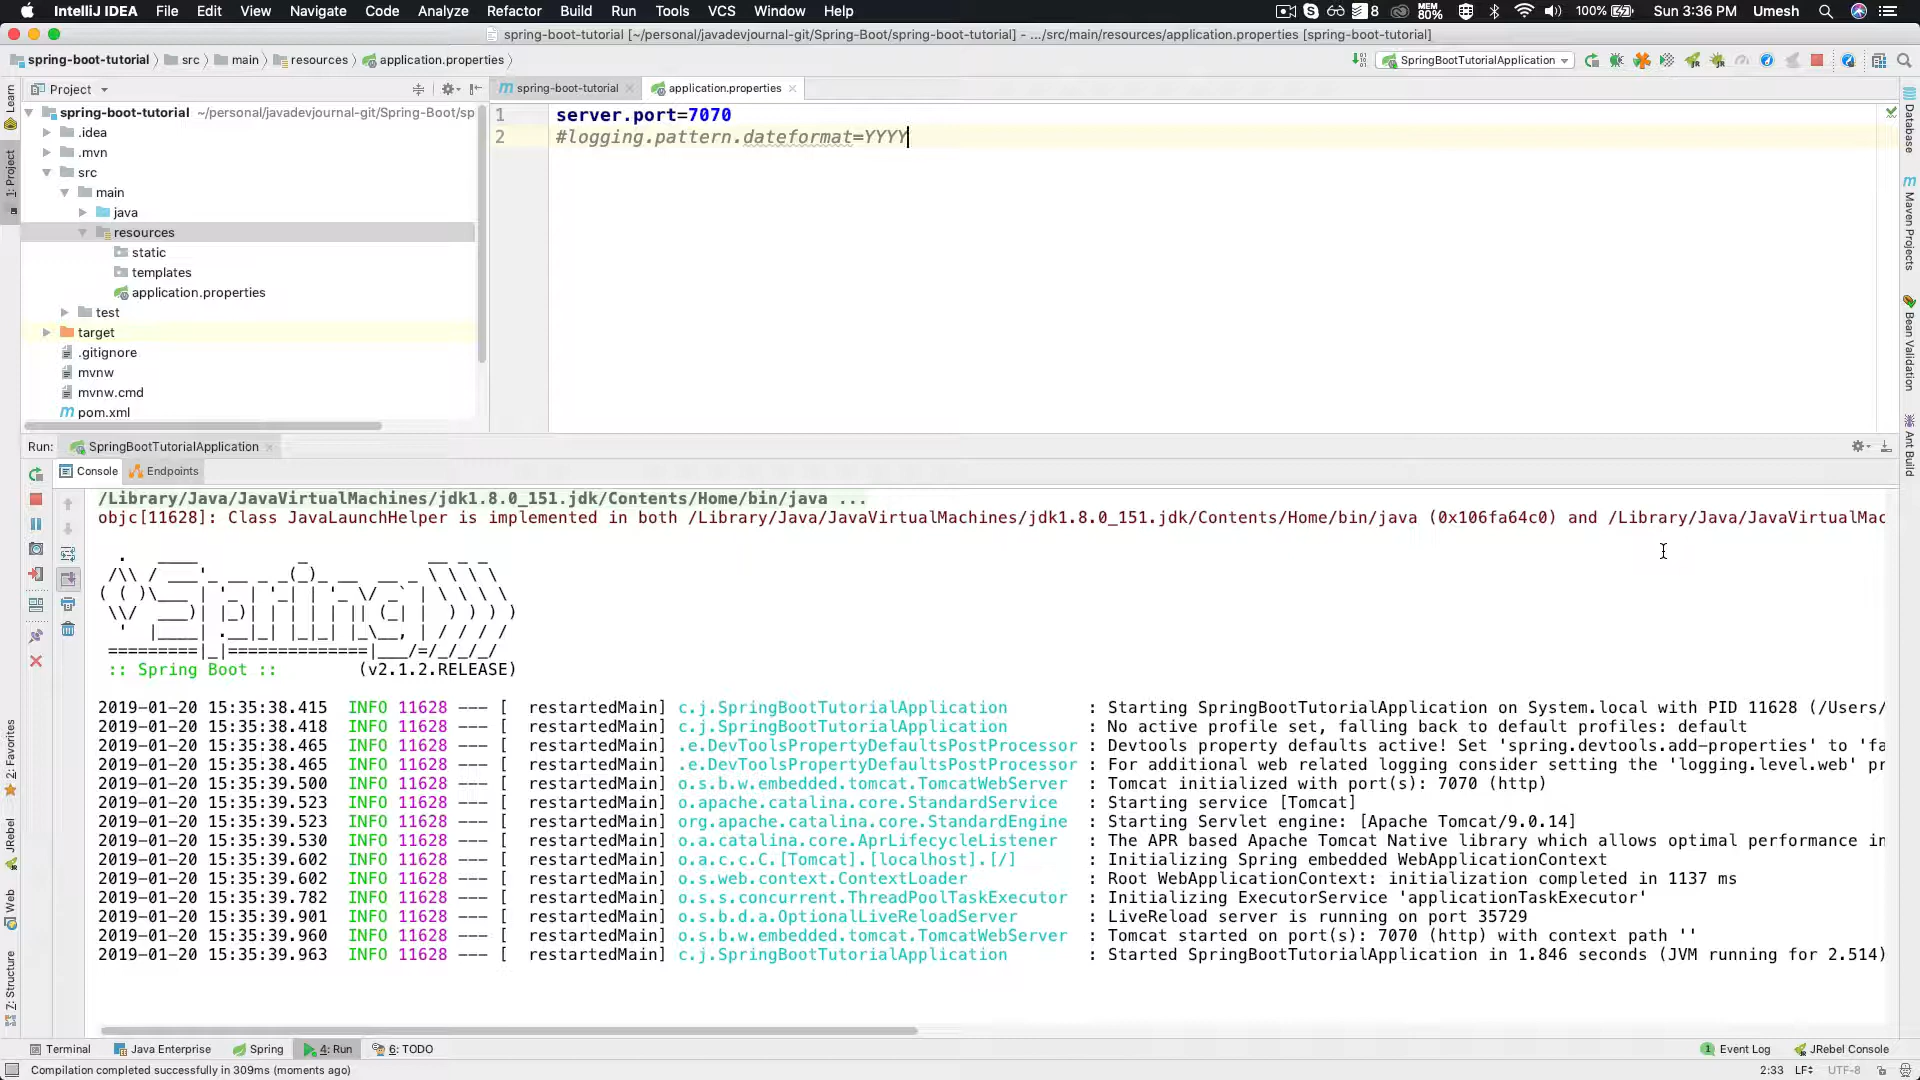 IntelliJ IDEA File Edit View Navigate Code Analyze Refactor Build Run Tools VCS Window Help 8 MEM 80% 100% Sun 3:36 PM Umesh
spring-boot-tutorial [~/personal/javadevjournal-git/Spring-Boot/spring-boot-tutorial] - .../src/main/resources/application.properties [spring-boot-tutorial]
spring-boot-tutorial src main resources application.properties SpringBootTutorialApplication
Project spring-boot-tutorial application.properties
spring-boot-tutorial ~/personal/javadevjournal-git/Spring-Boot/sp
.idea
.mvn
src
main
java
resources
static
templates
application.properties
test
target
.gitignore
mvnw
mvnw.cmd
pom.xml
1 server.port=7070
2 #logging.pattern.dateformat=YYYY
Learn
1: Project
2: Favorites
JRebel
Web
Z: Structure
Database
Maven Projects
Bean Validation
Ant Build
Run: SpringBootTutorialApplication
Console Endpoints
/Library/Java/JavaVirtualMachines/jdk1.8.0_151.jdk/Contents/Home/bin/java ...
objc[11628]: Class JavaLaunchHelper is implemented in both /Library/Java/JavaVirtualMachines/jdk1.8.0_151.jdk/Contents/Home/bin/java (0x106fa64c0) and /Library/Java/JavaVirtualMac
Spring
:: Spring Boot :: (v2.1.2.RELEASE)
2019-01-20 15:35:38.415 INFO 11628 --- [ restartedMain] c.j.SpringBootTutorialApplication : Starting SpringBootTutorialApplication on System.local with PID 11628 (/Users/
2019-01-20 15:35:38.418 INFO 11628 --- [ restartedMain] c.j.SpringBootTutorialApplication : No active profile set, falling back to default profiles: default
2019-01-20 15:35:38.465 INFO 11628 --- [ restartedMain] .e.DevToolsPropertyDefaultsPostProcessor : Devtools property defaults active! Set 'spring.devtools.add-properties' to 'fa
2019-01-20 15:35:38.465 INFO 11628 --- [ restartedMain] .e.DevToolsPropertyDefaultsPostProcessor : For additional web related logging consider setting the 'logging.level.web' pr
2019-01-20 15:35:39.500 INFO 11628 --- [ restartedMain] o.s.b.w.embedded.tomcat.TomcatWebServer : Tomcat initialized with port(s): 7070 (http)
2019-01-20 15:35:39.523 INFO 11628 --- [ restartedMain] o.apache.catalina.core.StandardService : Starting service [Tomcat]
2019-01-20 15:35:39.523 INFO 11628 --- [ restartedMain] org.apache.catalina.core.StandardEngine : Starting Servlet engine: [Apache Tomcat/9.0.14]
2019-01-20 15:35:39.530 INFO 11628 --- [ restartedMain] o.a.catalina.core.AprLifecycleListener : The APR based Apache Tomcat Native library which allows optimal performance in
2019-01-20 15:35:39.602 INFO 11628 --- [ restartedMain] o.a.c.c.C.[Tomcat].[localhost].[/] : Initializing Spring embedded WebApplicationContext
2019-01-20 15:35:39.602 INFO 11628 --- [ restartedMain] o.s.web.context.ContextLoader : Root WebApplicationContext: initialization completed in 1137 ms
2019-01-20 15:35:39.782 INFO 11628 --- [ restartedMain] o.s.s.concurrent.ThreadPoolTaskExecutor : Initializing ExecutorService 'applicationTaskExecutor'
2019-01-20 15:35:39.901 INFO 11628 --- [ restartedMain] o.s.b.d.a.OptionalLiveReloadServer : LiveReload server is running on port 35729
2019-01-20 15:35:39.960 INFO 11628 --- [ restartedMain] o.s.b.w.embedded.tomcat.TomcatWebServer : Tomcat started on port(s): 7070 (http) with context path ''
2019-01-20 15:35:39.963 INFO 11628 --- [ restartedMain] c.j.SpringBootTutorialApplication : Started SpringBootTutorialApplication in 1.846 seconds (JVM running for 2.514)
Terminal Java Enterprise Spring 4: Run 6: TODO 1 Event Log JRebel Console
Compilation completed successfully in 309ms (moments ago) 2:33 LF UTF-8